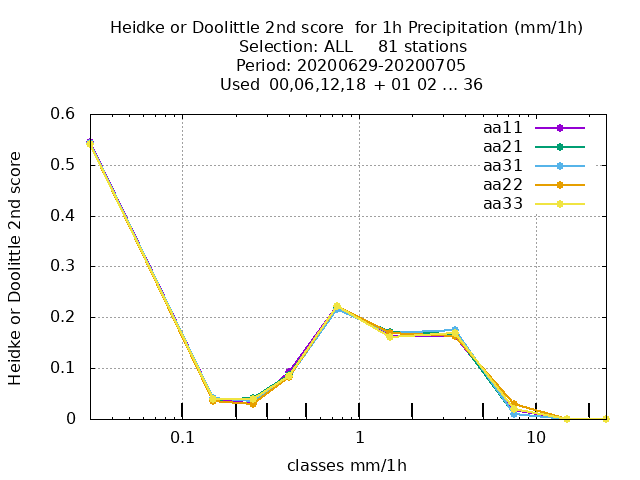 Heidke or Doolittle 2nd score  for 1h Precipitation (mm/1h)
Selection: ALL     81 stations
Period: 20200629-20200705
Used 00,06,12,18 + 01 02 ... 36
aa11
aa21
aa31
aa22
aa33
0.6
0.5
0.4
0.3
0.2
0.1
0
Heidke or Doolittle 2nd score
0.1
1
10
classes mm/1h